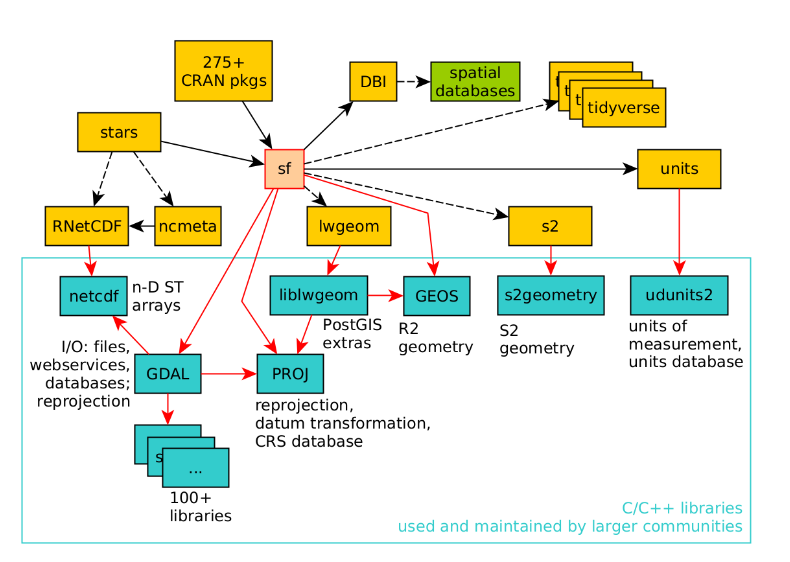 275+
CRAN pkgs
DBI
spatial
databases
tidyverse
stars
sf
units
RNetCDF
ncmeta
lwgeom
s2
netcdf
n-D ST
arrays
liblwgeom
GEOS
s2geometry
udunits2
PostGIS
extras
R2
geometry
S2
geometry
units of
measurement,
units database
I/O: files,
webservices,
databases;
reprojection
GDAL
PROJ
reprojection,
datum transformation,
CRS database
...
100+
libraries
C/C++ libraries
used and maintained by larger communities